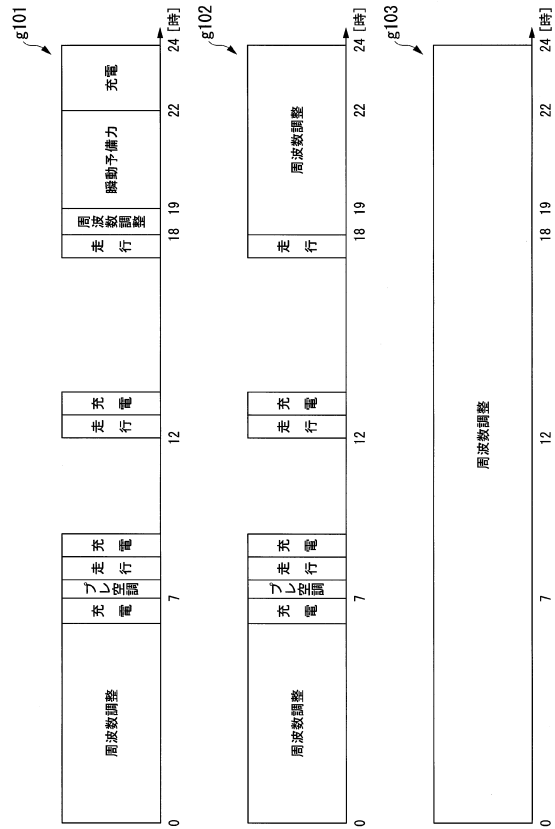 g101
周波数調整
充電
プレ空調
走行
充電
走行
充電
走行
周波数調整
瞬動予備力
充電
0
7
12
18
19
22
24 [時]
g102
周波数調整
充電
プレ空調
走行
充電
走行
充電
走行
周波数調整
0
7
12
18
19
22
24 [時]
g103
周波数調整
0
7
12
18
19
22
24 [時]